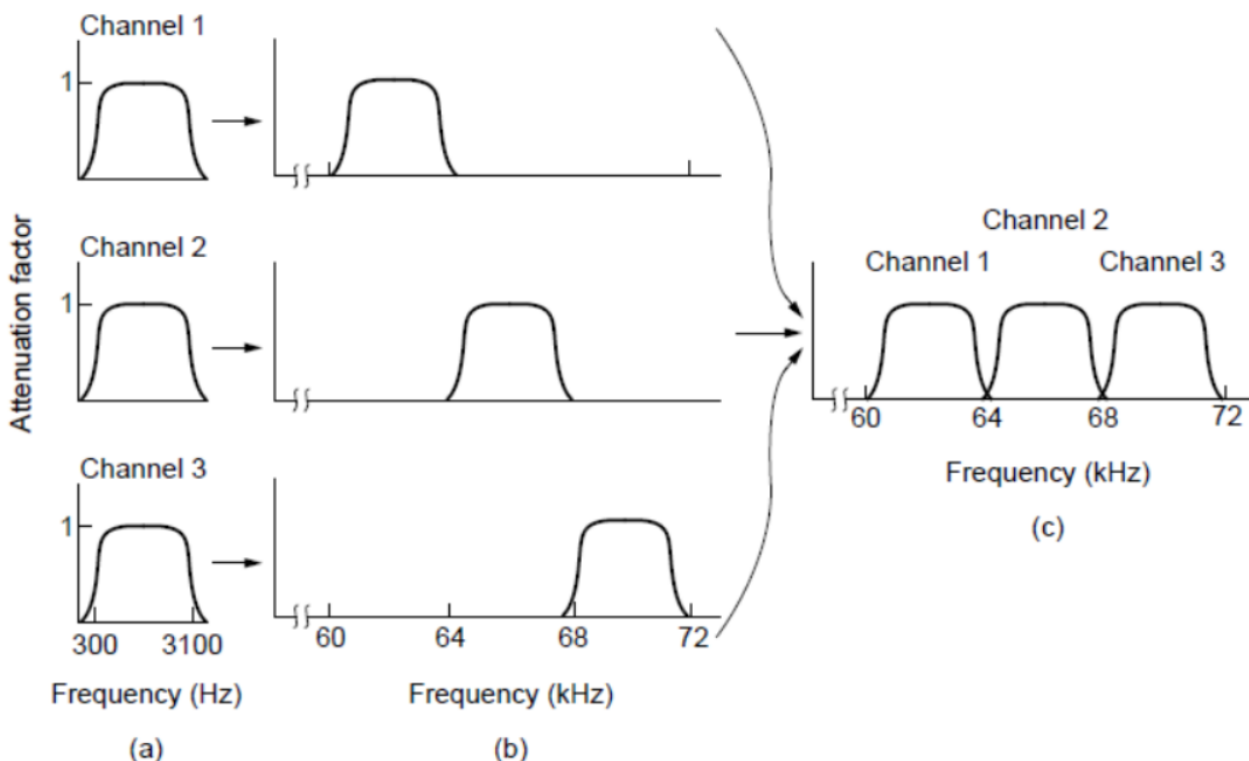 Channel 1
1
Attenuation factor
Channel 2
1
Channel 3
1
300 3100
Frequency (Hz)
(a)
60 64 68 72
Frequency (kHz)
(b)
Channel 2
Channel 1 Channel 3
60 64 68 72
Frequency (kHz)
(c)